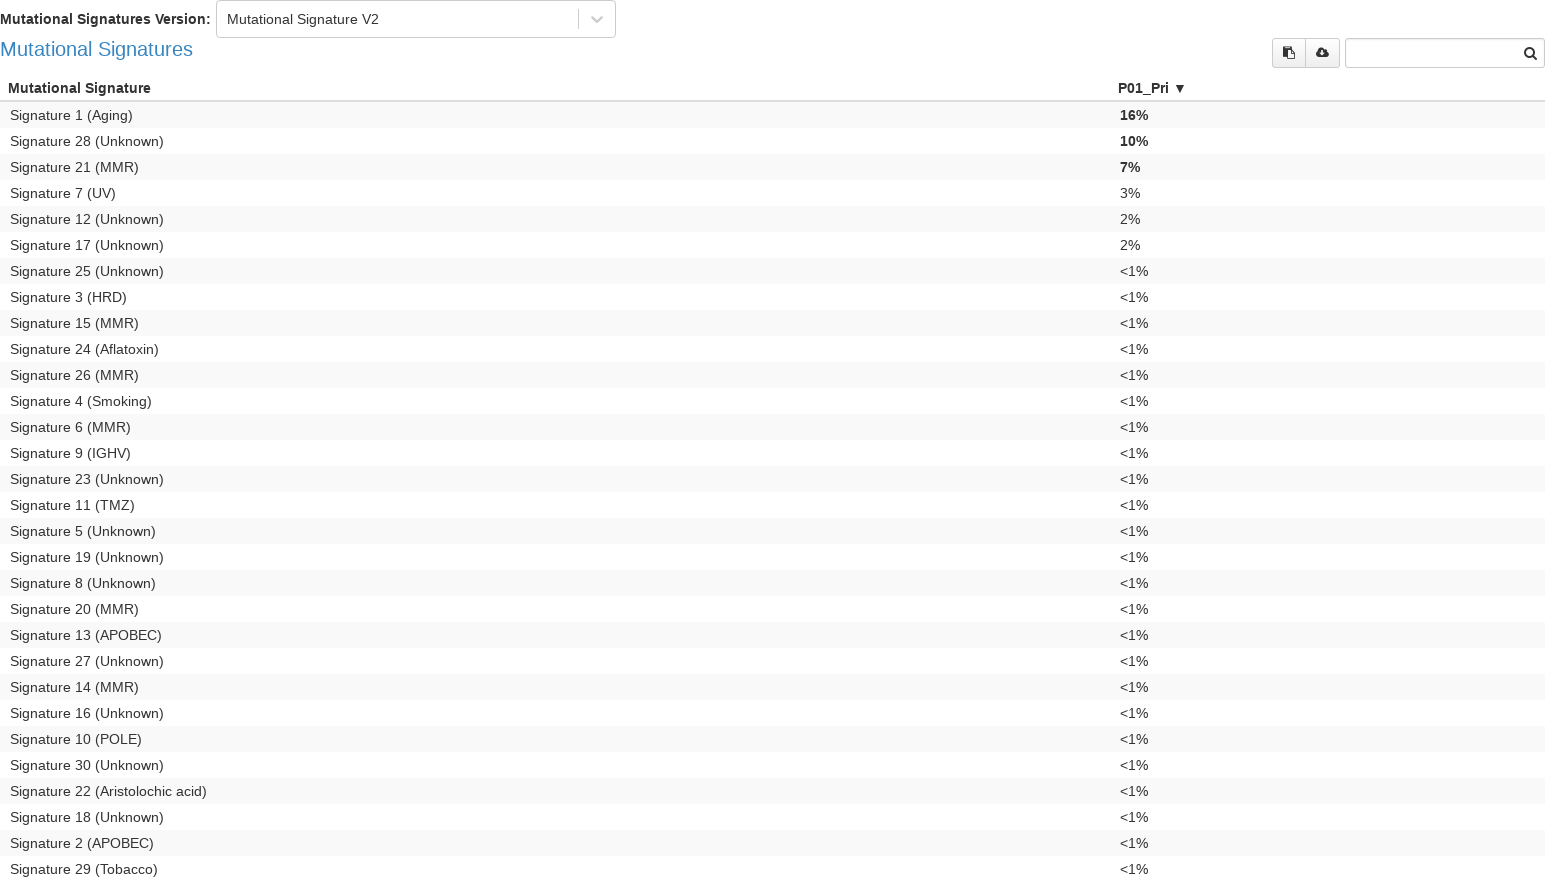 Mutational Signatures Version: Mutational Signature V2
Mutational Signatures
Mutational Signature P01_Pri ▼
Signature 1 (Aging) 16%
Signature 28 (Unknown) 10%
Signature 21 (MMR) 7%
Signature 7 (UV) 3%
Signature 12 (Unknown) 2%
Signature 17 (Unknown) 2%
Signature 25 (Unknown) <1%
Signature 3 (HRD) <1%
Signature 15 (MMR) <1%
Signature 24 (Aflatoxin) <1%
Signature 26 (MMR) <1%
Signature 4 (Smoking) <1%
Signature 6 (MMR) <1%
Signature 9 (IGHV) <1%
Signature 23 (Unknown) <1%
Signature 11 (TMZ) <1%
Signature 5 (Unknown) <1%
Signature 19 (Unknown) <1%
Signature 8 (Unknown) <1%
Signature 20 (MMR) <1%
Signature 13 (APOBEC) <1%
Signature 27 (Unknown) <1%
Signature 14 (MMR) <1%
Signature 16 (Unknown) <1%
Signature 10 (POLE) <1%
Signature 30 (Unknown) <1%
Signature 22 (Aristolochic acid) <1%
Signature 18 (Unknown) <1%
Signature 2 (APOBEC) <1%
Signature 29 (Tobacco) <1%